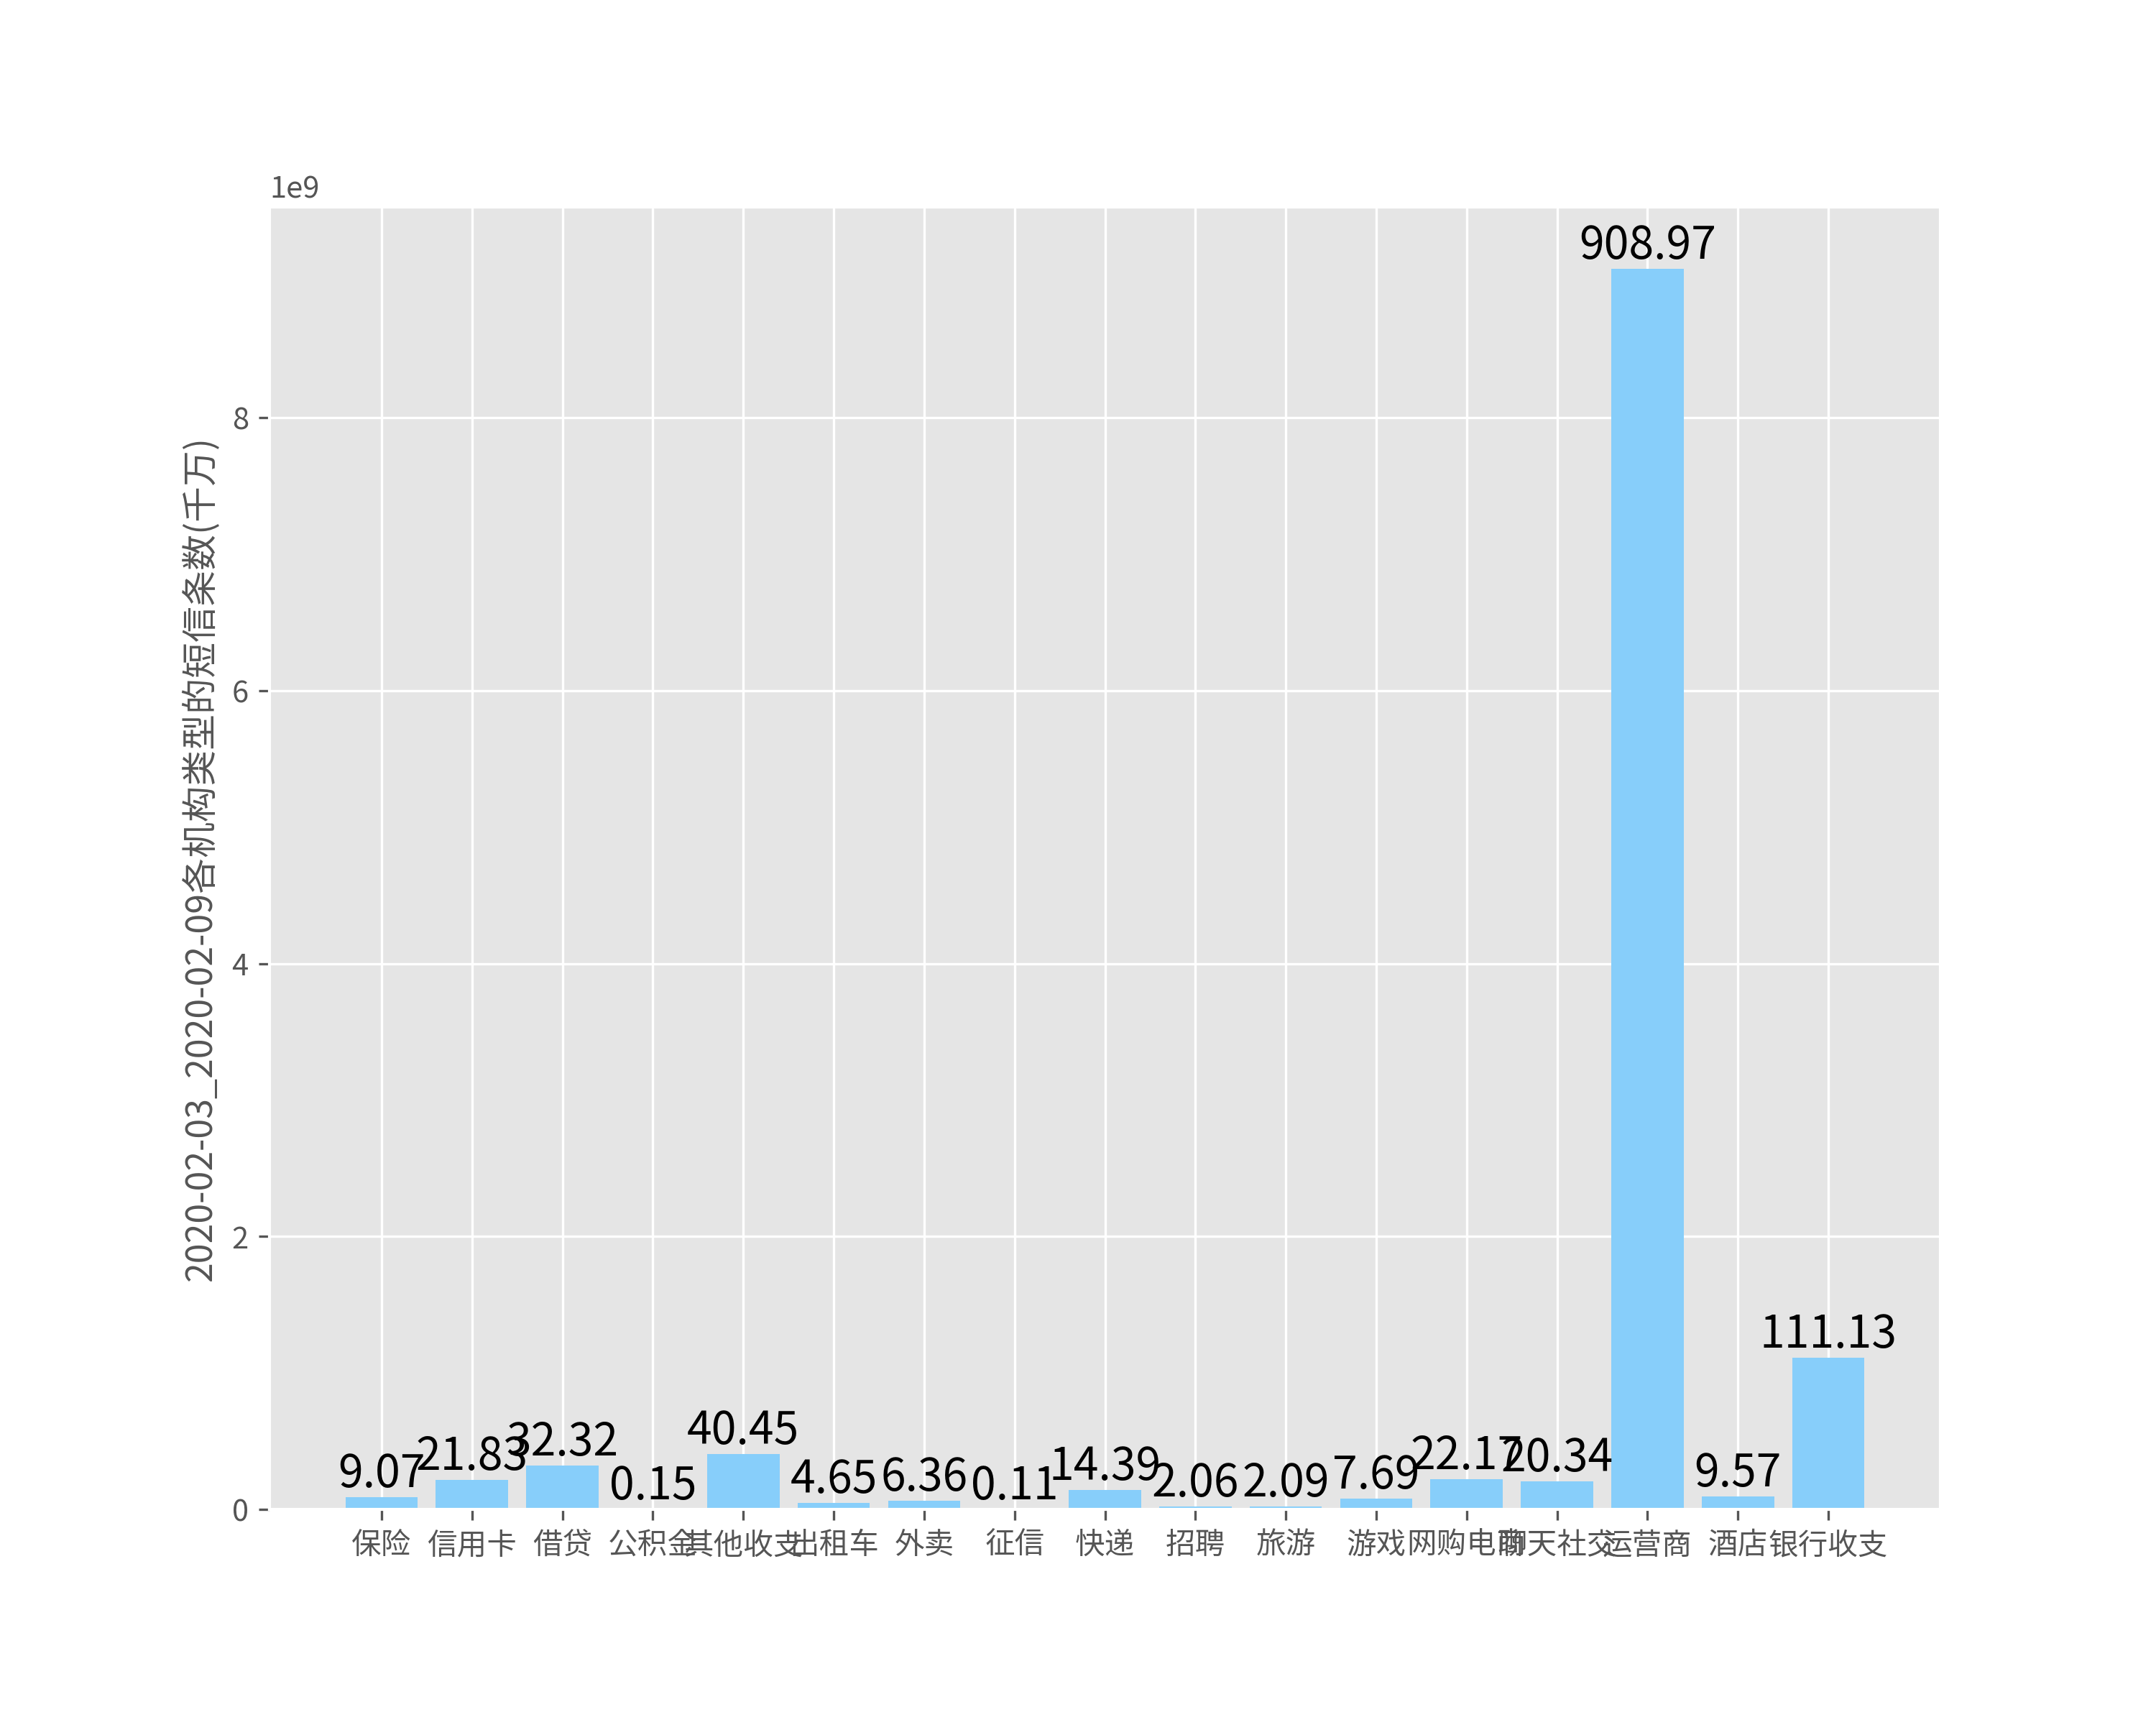 1e9
2020-02-03_2020-02-09各机构类型的短信条数(千万)
8
6
4
2
0
908.97
111.13
9.07
21.83
32.32
0.15
40.45
4.65
6.36
0.11
14.39
2.06
2.09
7.69
22.17
20.34
9.57
保险
信用卡
借贷
公积金
其他收支
出租车
外卖
征信
快递
招聘
旅游
游戏
网购电商
聊天社交
运营商
酒店
银行收支